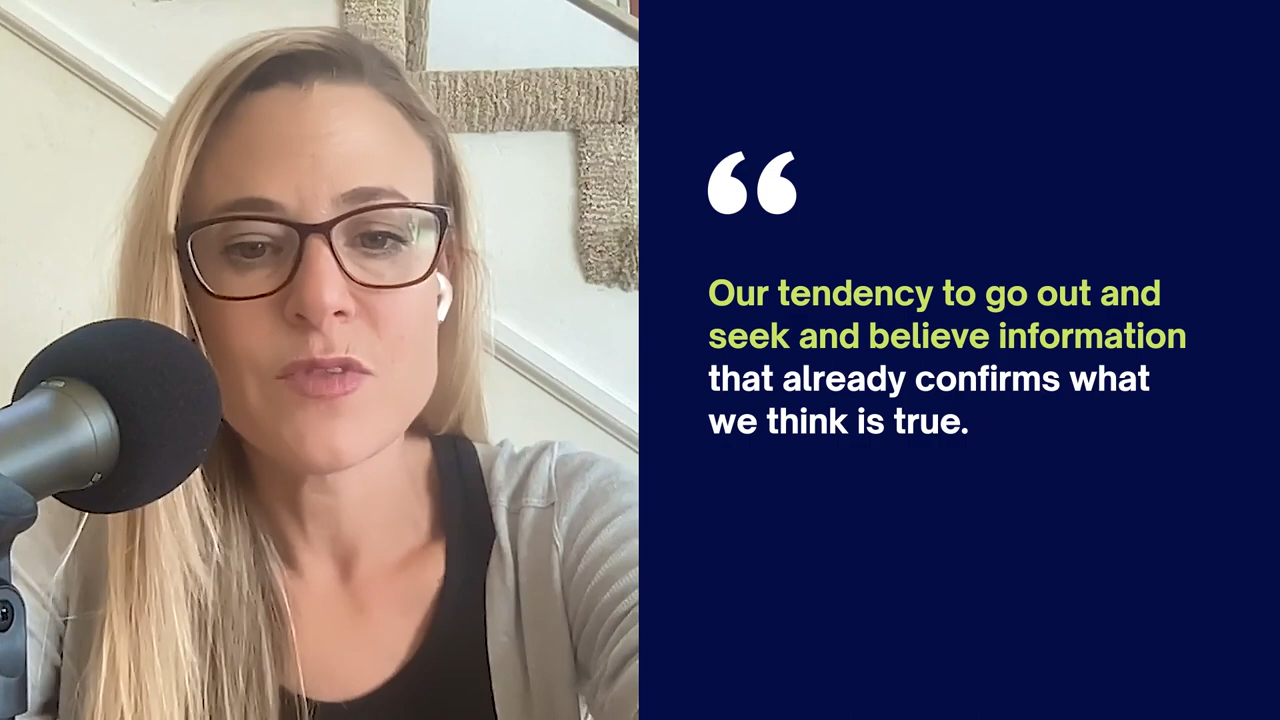 “
Our tendency to go out and
seek and believe information
that already confirms what
we think is true.